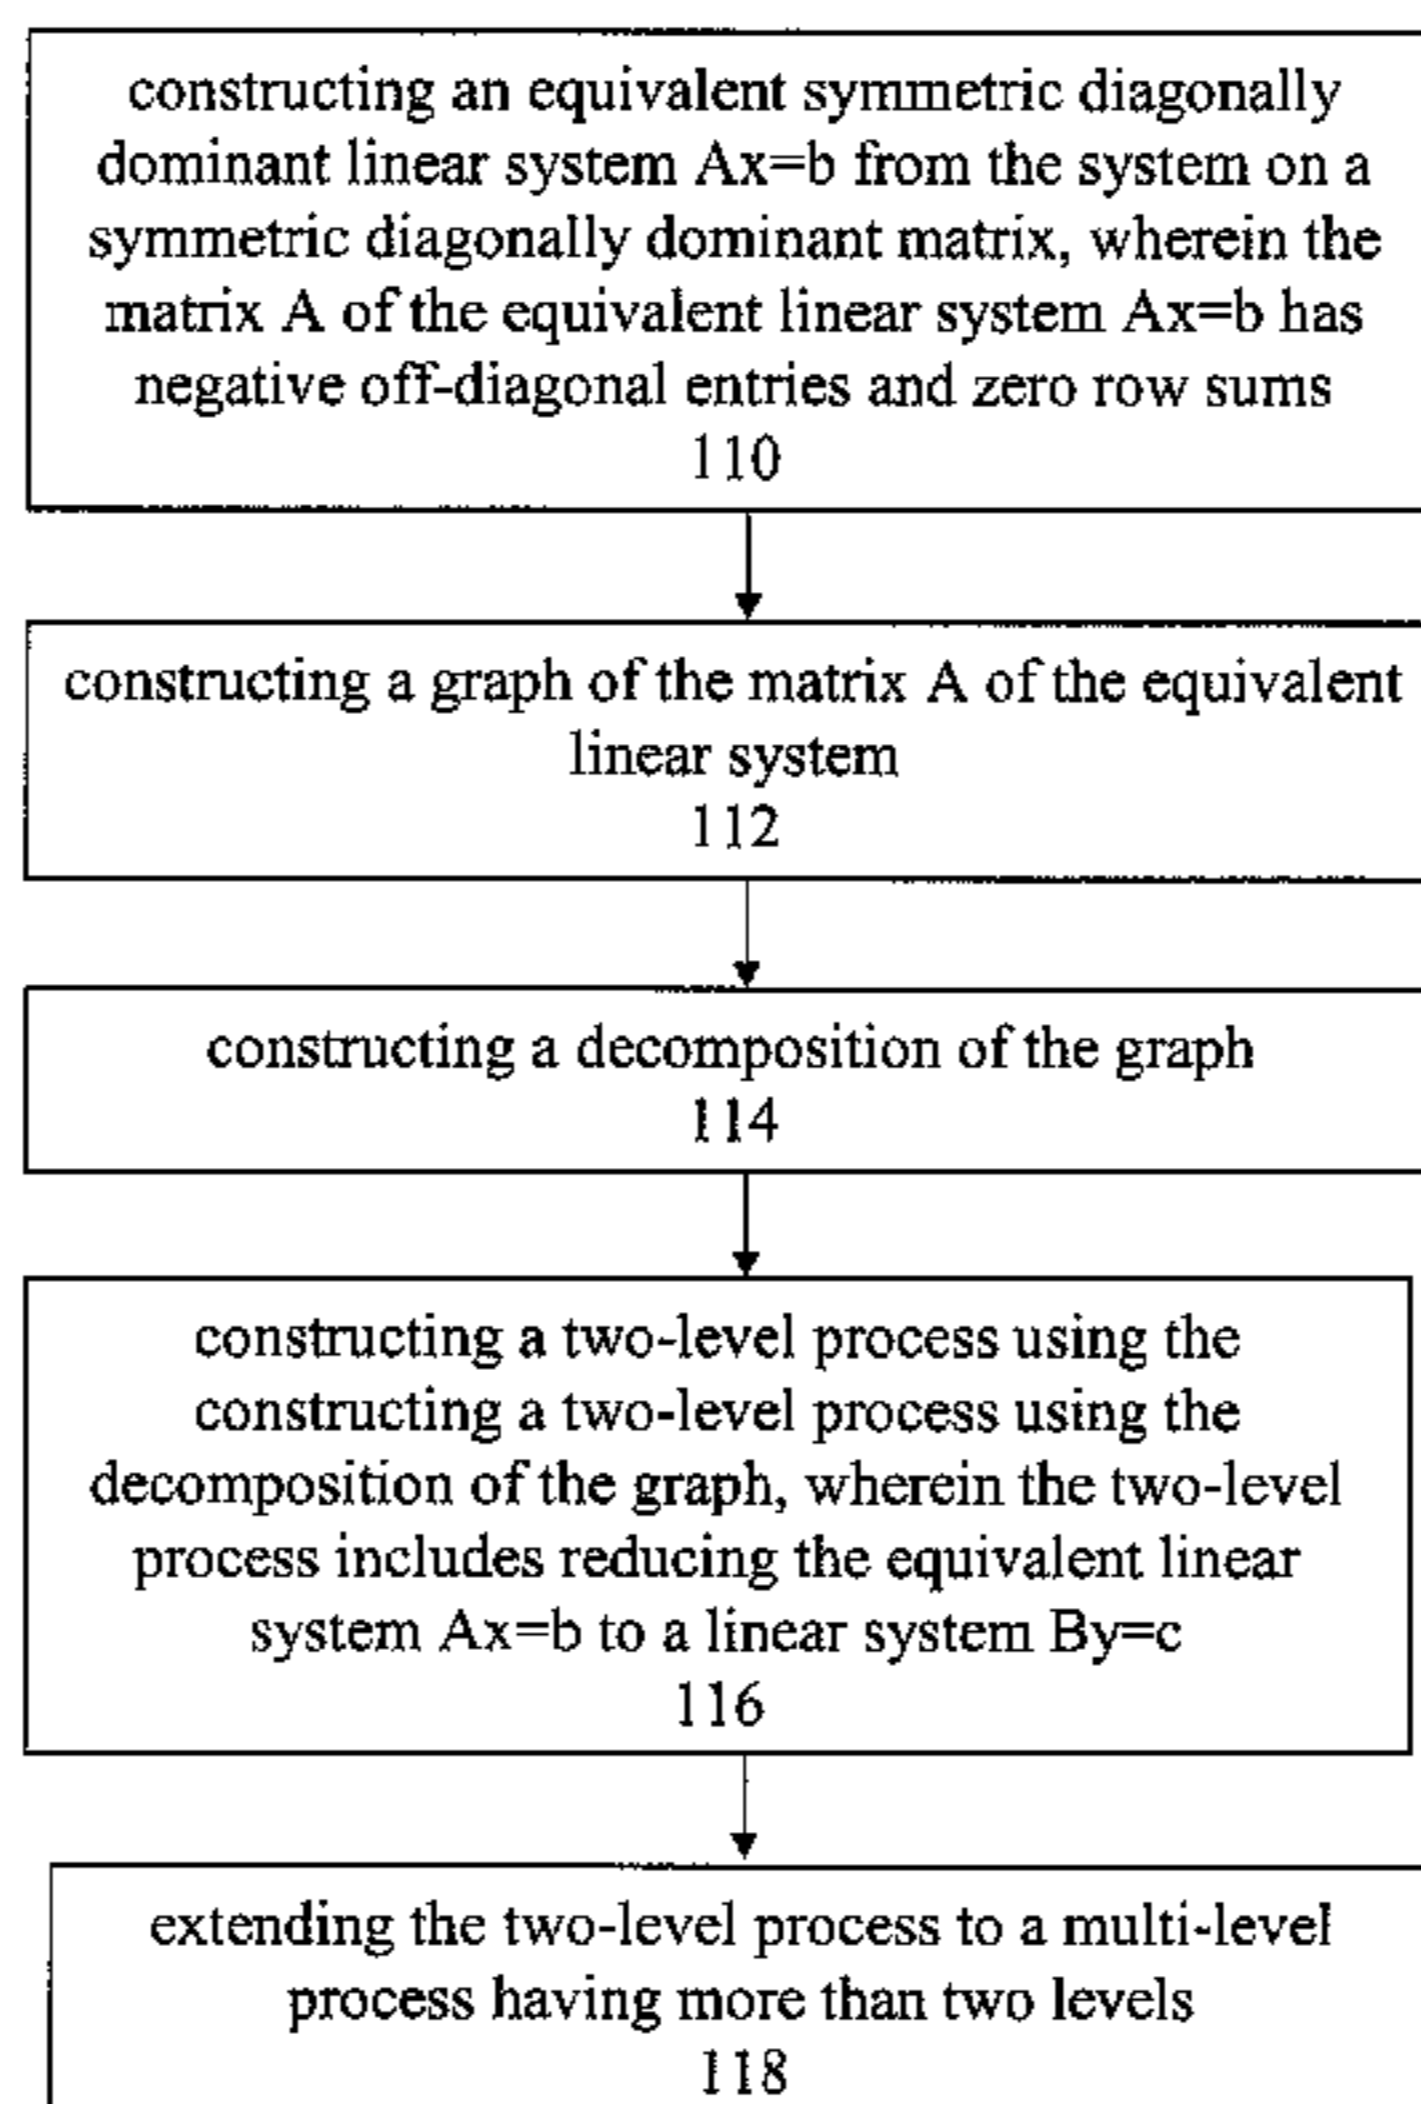 constructing an equivalent symmetric diagonally
dominant linear system Ax=b from the system on a
symmetric diagonally dominant matrix, wherein the
matrix A of the equivalent linear system Ax=b has
negative off-diagonal entries and zero row sums
110
constructing a graph of the matrix A of the equivalent
linear system
112
constructing a decomposition of the graph
114
constructing a two-level process using the
constructing a two-level process using the
decomposition of the graph, wherein the two-level
process includes reducing the equivalent linear
system Ax=b to a linear system By=c
116
extending the two-level process to a multi-level
process having more than two levels
118